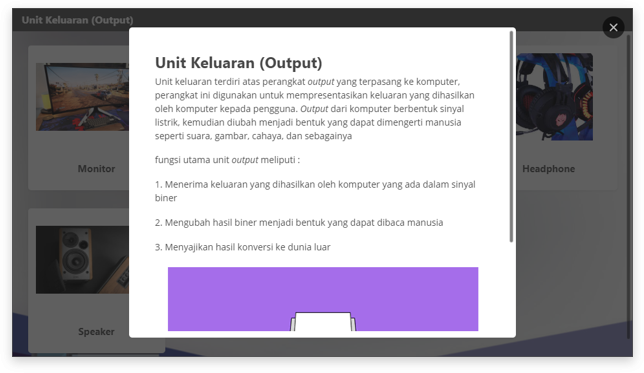 Unit Keluaran (Output)
Unit Keluaran (Output)
Unit keluaran terdiri atas perangkat output yang terpasang ke komputer,
perangkat ini digunakan untuk mempresentasikan keluaran yang dihasilkan
oleh komputer kepada pengguna. Output dari komputer berbentuk sinyal
listrik, kemudian diubah menjadi bentuk yang dapat dimengerti manusia
seperti suara, gambar, cahaya, dan sebagainya
fungsi utama unit output meliputi :
1. Menerima keluaran yang dihasilkan oleh komputer yang ada dalam sinyal
biner
2. Mengubah hasil biner menjadi bentuk yang dapat dibaca manusia
3. Menyajikan hasil konversi ke dunia luar
Monitor
Headphone
Speaker